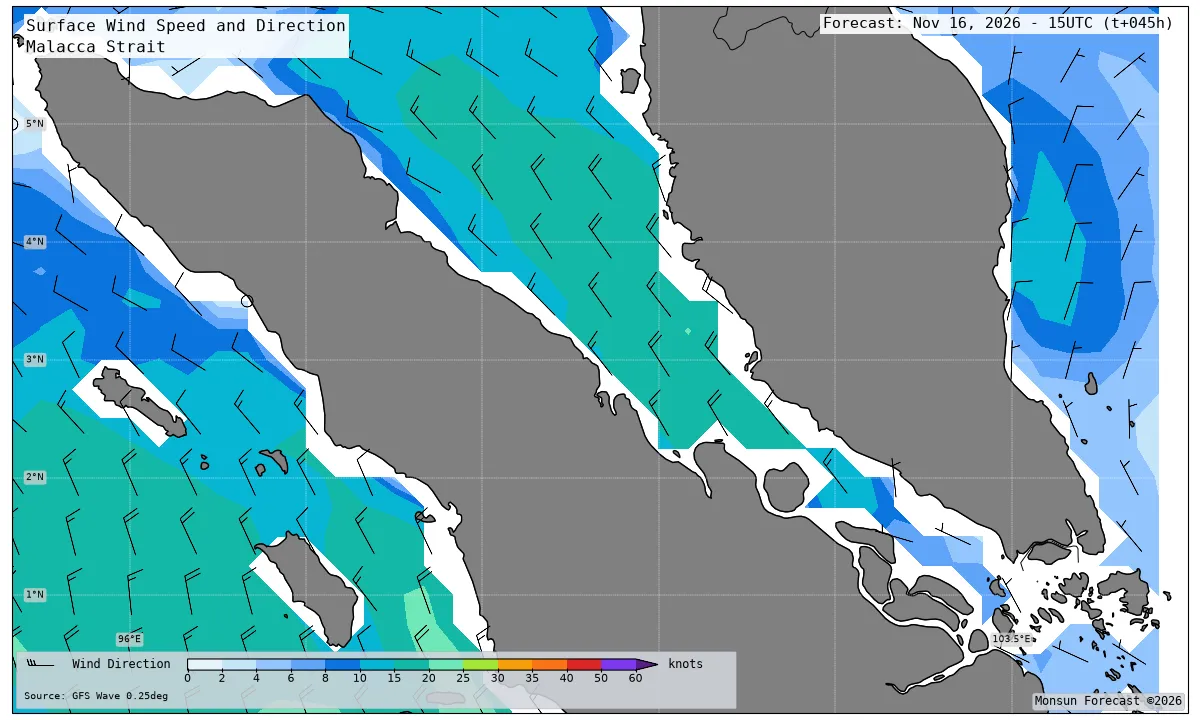 Surface Wind Speed and Direction
Malacca Strait
Forecast: Nov 16, 2026 - 15UTC (t+045h)
5°N
4°N
3°N
2°N
1°N
96°E
103.5°E
Wind Direction
knots
0 2 4 6 8 10 15 20 25 30 35 40 50 60
Source: GFS Wave 0.25deg
Monsun Forecast ©2026